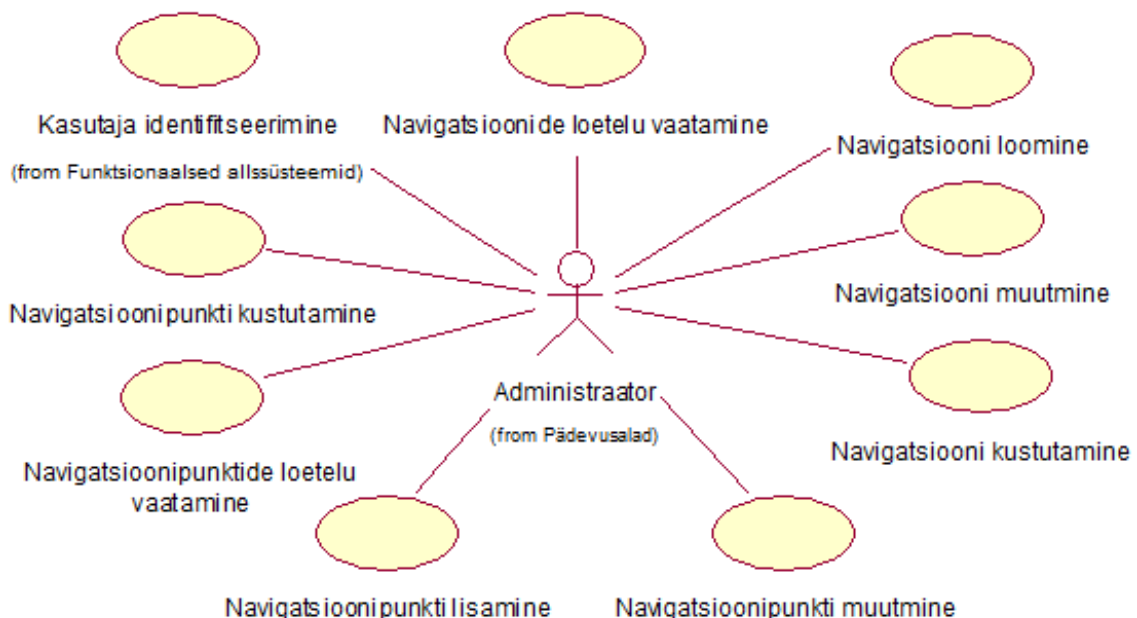 Kasutaja identifitseerimine
(from Funktsionaalsed allssüsteemid)
Navigatsioonide loetelu vaatamine
Navigatsiooni loomine
Navigatsiooni muutmine
Navigatsioonipunkti kustutamine
Administraator
(from Pädevusalad)
Navigatsiooni kustutamine
Navigatsioonipunktide loetelu
vaatamine
Navigatsioonipunkti lisamine
Navigatsioonipunkti muutmine